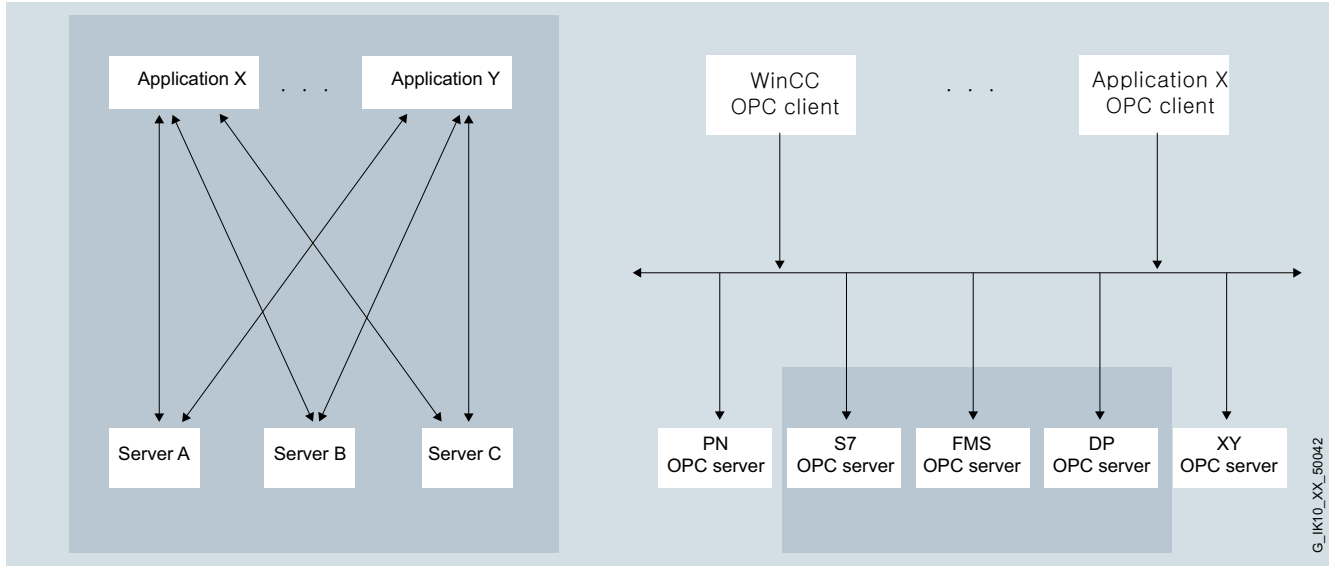 Application X
. . .
Application Y
Server A
Server B
Server C
WinCC
OPC client
. . .
Application X
OPC client
PN
OPC server
S7
OPC server
FMS
OPC server
DP
OPC server
XY
OPC server
G_IK10_XX_50042